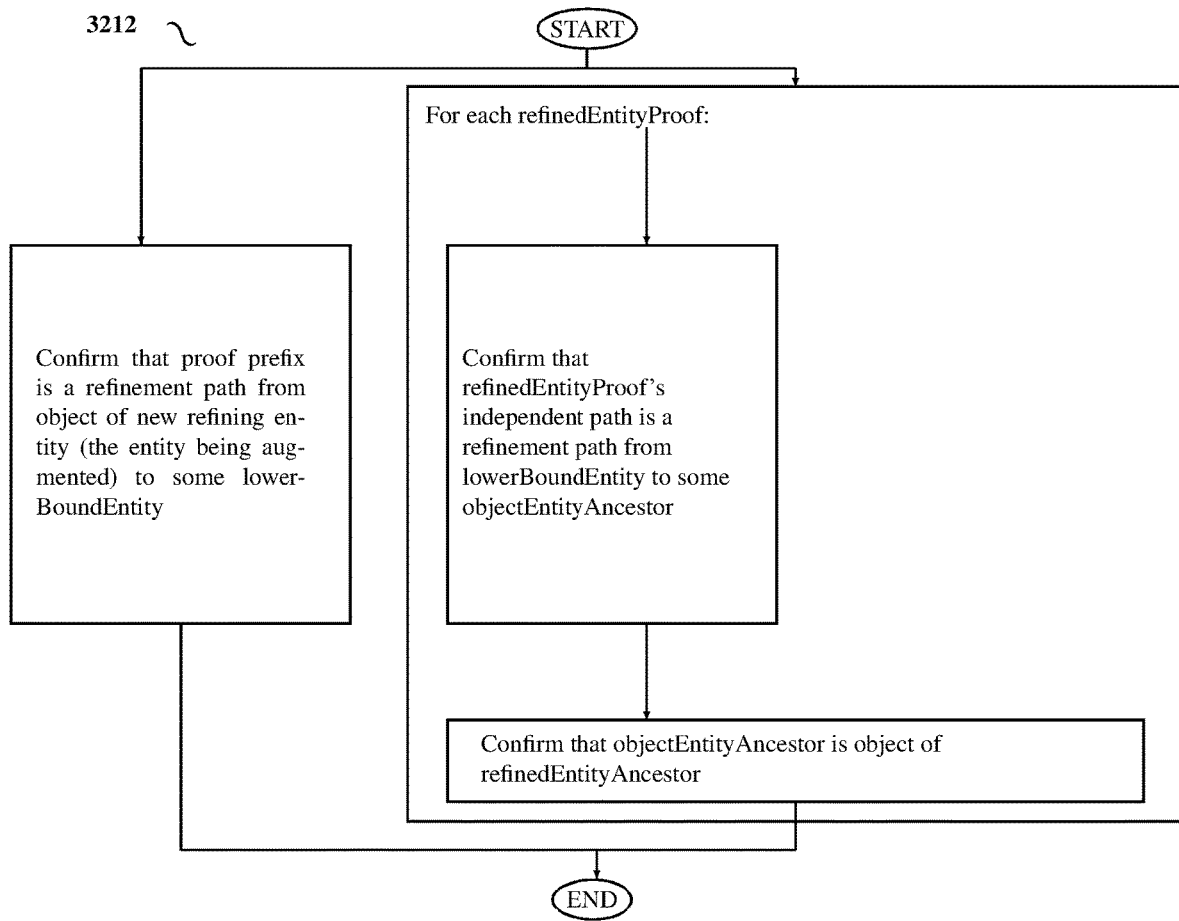 3212
START
For each refinedEntityProof:
Confirm that proof prefix
is a refinement path from
object of new refining en-
tity (the entity being aug-
mented) to some lower-
BoundEntity
Confirm that
refinedEntityProof's
independent path is a
refinement path from
lowerBoundEntity to some
objectEntityAncestor
Confirm that objectEntityAncestor is object of
refinedEntityAncestor
END